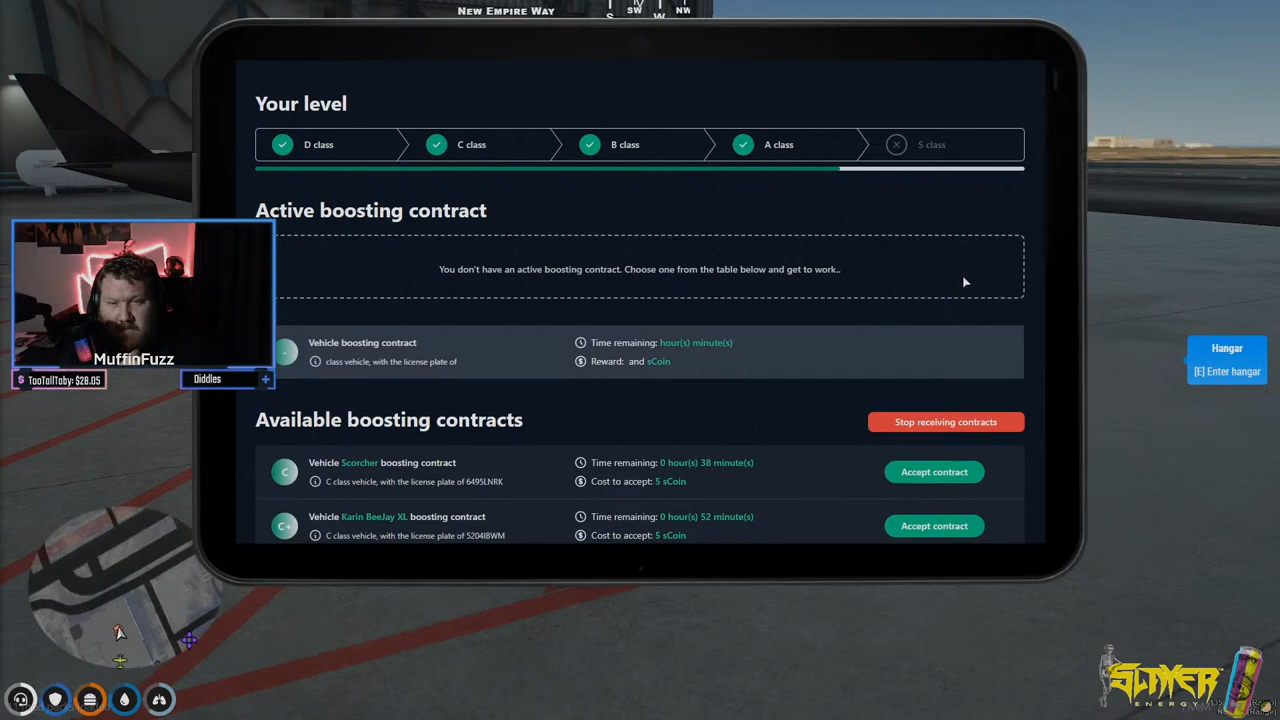 NEW EMPIRE WAY
S
SW
W
NW
Your level
D class
C class
B class
A class
S class
Active boosting contract
You don't have an active boosting contract. Choose one from the table below and get to work..
-
Vehicle boosting contract
Time remaining: hour(s) minute(s)
class vehicle, with the license plate of
Reward: and sCoin
MuffinFuzz
TooTallToby: $28.05
Diddles
+
Hangar
[E] Enter hangar
Available boosting contracts
Stop receiving contracts
C
Vehicle Scorcher boosting contract
Time remaining: 0 hour(s) 38 minute(s)
Accept contract
C class vehicle, with the license plate of 6495LNRK
Cost to accept: 5 sCoin
C+
Vehicle Karin BeeJay XL boosting contract
Time remaining: 0 hour(s) 52 minute(s)
Accept contract
C class vehicle, with the license plate of 5204IBWM
Cost to accept: 5 sCoin
SLAYER
ENERGY